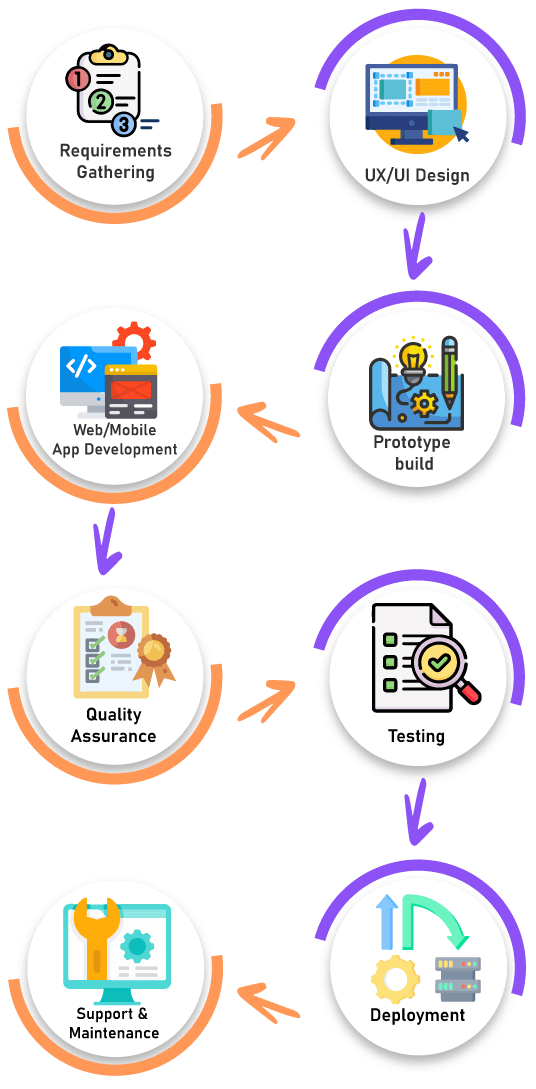 1
2
3
Requirements
Gathering
UX/UI Design
Prototype
build
</>
Web/Mobile
App Development
Quality
Assurance
Testing
Deployment
Support &
Maintenance